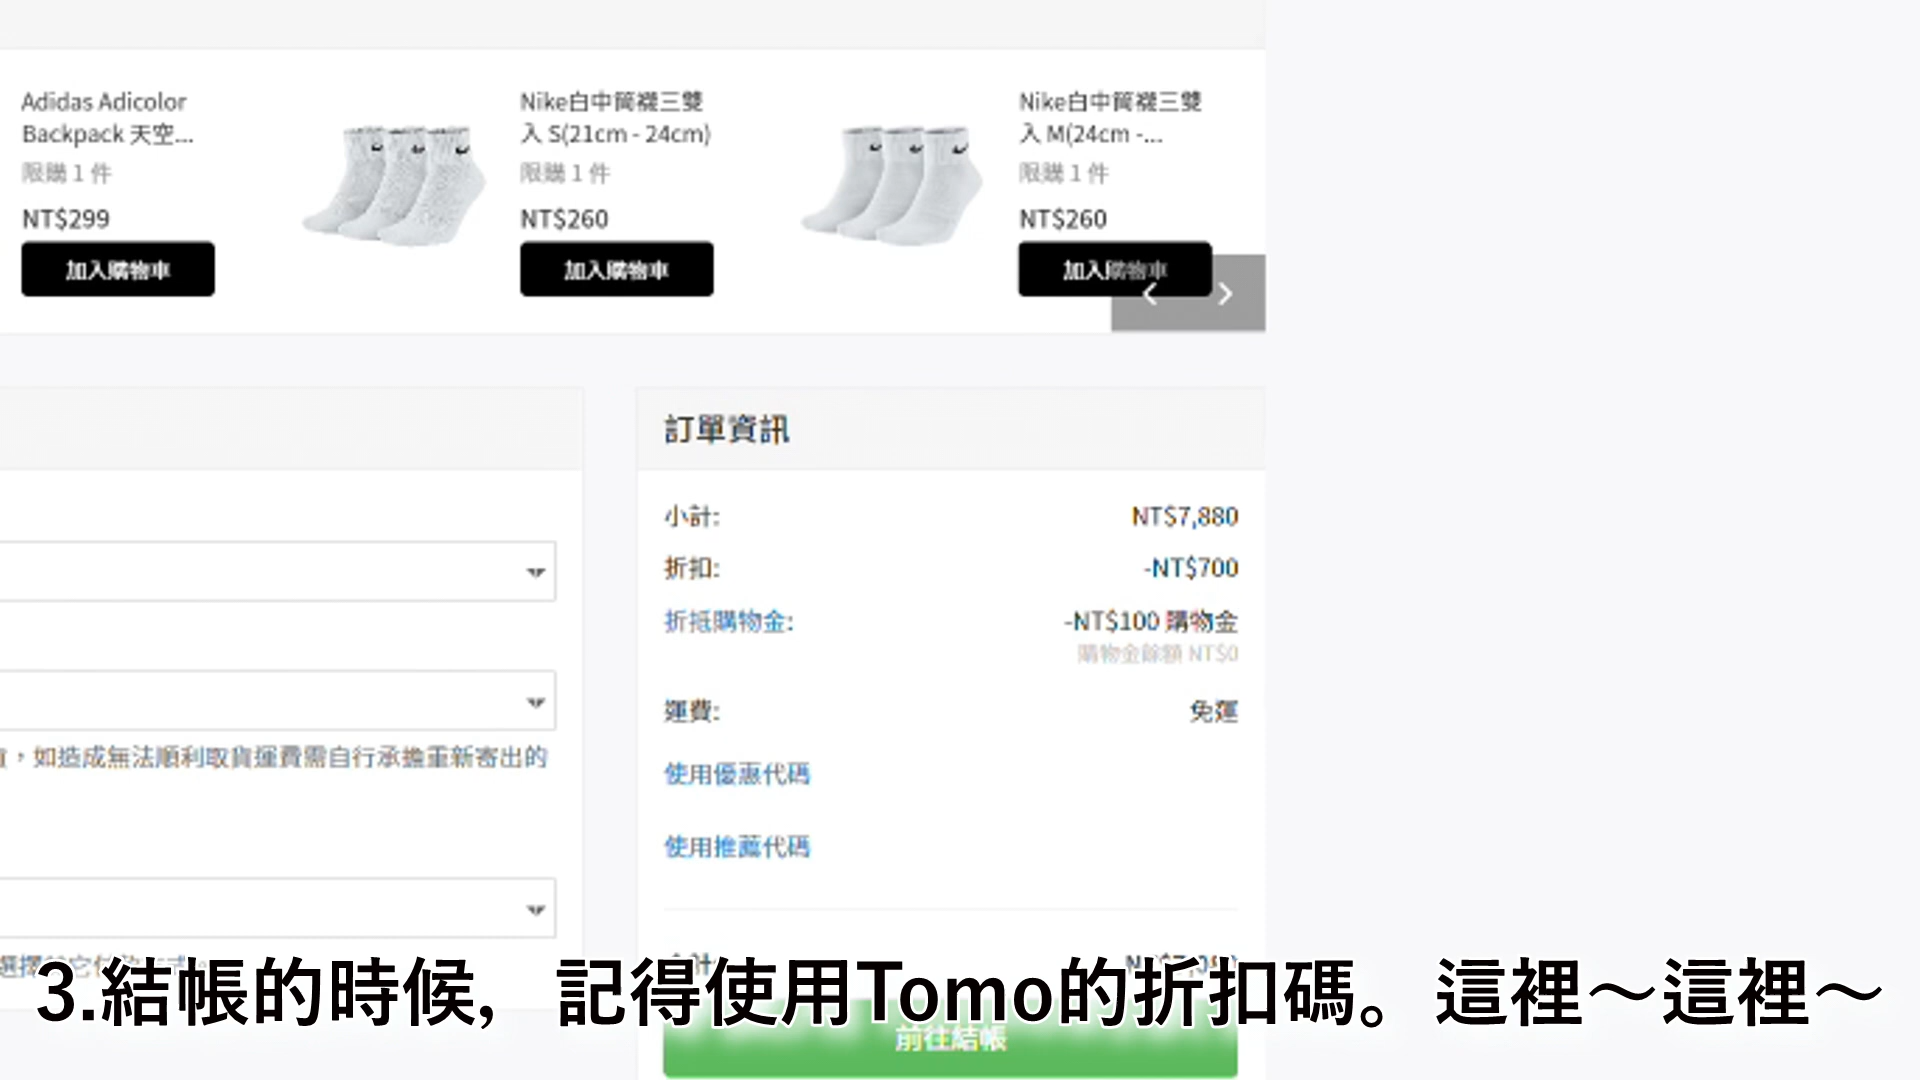 Adidas Adicolor
Backpack 天空...
限購 1 件
NT$299
加入購物車
Nike白中筒襪三雙
入 S(21cm - 24cm)
限購 1 件
NT$260
加入購物車
Nike白中筒襪三雙
入 M(24cm -...
限購 1 件
NT$260
加入購物車
，如造成無法順利取貨運費需自行承擔重新寄出的
訂單資訊
小計: NT$7,880
折扣: -NT$700
折抵購物金: -NT$100 購物金
購物金餘額 NT$0
運費: 免運
使用優惠代碼
使用推薦代碼
前往結帳
3.結帳的時候，記得使用Tomo的折扣碼。這裡～這裡～